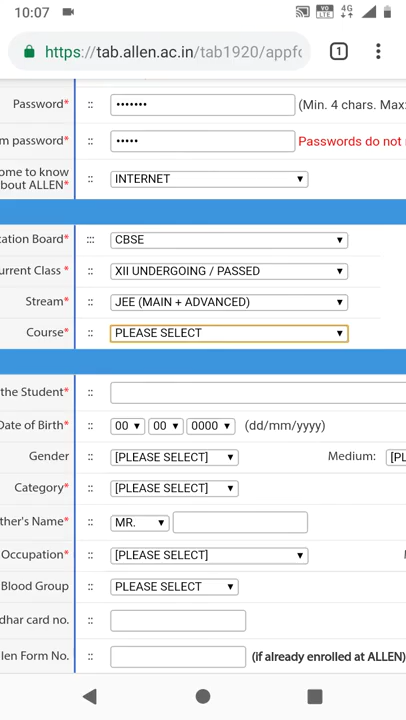 10:07 VO LTE 4G
https://tab.allen.ac.in/tab1920/appfo 1
Password* :: ••••••• (Min. 4 chars. Max:
m password* :: ••••• Passwords do not
ome to know
bout ALLEN* :: INTERNET
cation Board* ::: CBSE
urrent Class * :: XII UNDERGOING / PASSED
Stream* :: JEE (MAIN + ADVANCED)
Course* :: PLEASE SELECT
the Student* ::
Date of Birth* :: 00 00 0000 (dd/mm/yyyy)
Gender :: [PLEASE SELECT] Medium: [PL
Category* :: [PLEASE SELECT]
ther's Name* :: MR.
Occupation* :: [PLEASE SELECT]
Blood Group :: PLEASE SELECT
dhar card no. ::
len Form No. :: (if already enrolled at ALLEN)